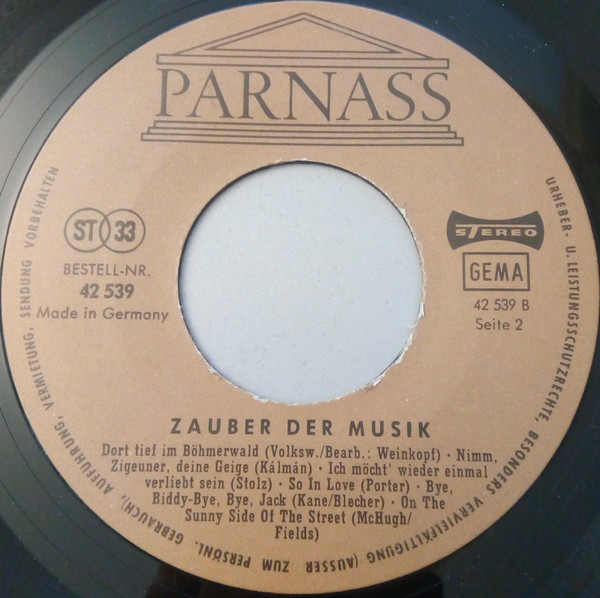 PARNASS
ST 33
BESTELL-NR.
42 539
Made in Germany
STEREO
GEMA
42 539 B
Seite 2
ZAUBER DER MUSIK
Dort tief im Böhmerwald (Volksw./Bearb.: Weinkopf) · Nimm,
Zigeuner, deine Geige (Kálmán) · Ich möcht' wieder einmal
verliebt sein (Stolz) · So In Love (Porter) · Bye,
Biddy-Bye, Bye, Jack (Kane/Blecher) · On The
Sunny Side Of The Street (McHugh/
Fields)
URHEBER- U. LEISTUNGSSCHUTZRECHTE, BESONDERS VERVIELFÄLTIGUNG (AUSSER ZUM PERSÖNL. GEBRAUCH), AUFFÜHRUNG, VERMIETUNG, SENDUNG VORBEHALTEN